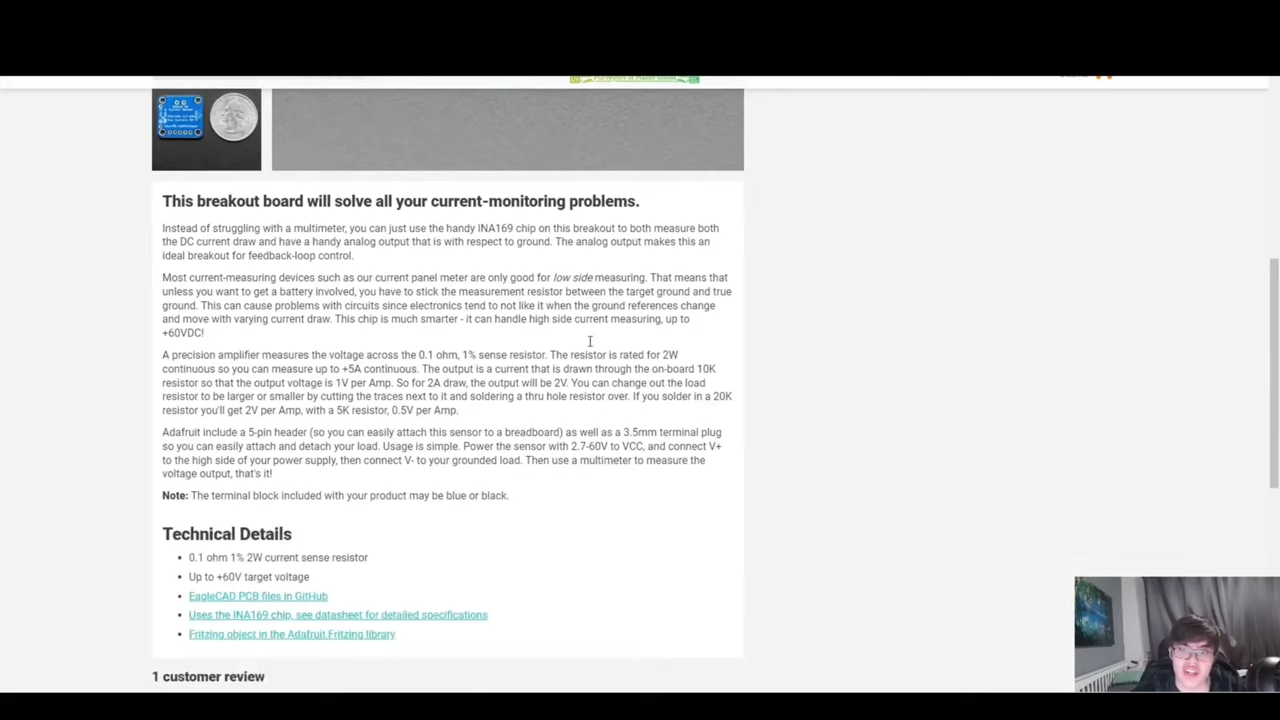 Purveyors of Maker Goods
This breakout board will solve all your current-monitoring problems.
Instead of struggling with a multimeter, you can just use the handy INA169 chip on this breakout to both measure both
the DC current draw and have a handy analog output that is with respect to ground. The analog output makes this an
ideal breakout for feedback-loop control.
Most current-measuring devices such as our current panel meter are only good for low side measuring. That means that
unless you want to get a battery involved, you have to stick the measurement resistor between the target ground and true
ground. This can cause problems with circuits since electronics tend to not like it when the ground references change
and move with varying current draw. This chip is much smarter - it can handle high side current measuring, up to
+60VDC!
A precision amplifier measures the voltage across the 0.1 ohm, 1% sense resistor. The resistor is rated for 2W
continuous so you can measure up to +5A continuous. The output is a current that is drawn through the on-board 10K
resistor so that the output voltage is 1V per Amp. So for 2A draw, the output will be 2V. You can change out the load
resistor to be larger or smaller by cutting the traces next to it and soldering a thru hole resistor over. If you solder in a 20K
resistor you'll get 2V per Amp, with a 5K resistor, 0.5V per Amp.
Adafruit include a 5-pin header (so you can easily attach this sensor to a breadboard) as well as a 3.5mm terminal plug
so you can easily attach and detach your load. Usage is simple. Power the sensor with 2.7-60V to VCC, and connect V+
to the high side of your power supply, then connect V- to your grounded load. Then use a multimeter to measure the
voltage output, that's it!
Note: The terminal block included with your product may be blue or black.
Technical Details
• 0.1 ohm 1% 2W current sense resistor
• Up to +60V target voltage
• EagleCAD PCB files in GitHub
• Uses the INA169 chip, see datasheet for detailed specifications
• Fritzing object in the Adafruit Fritzing library
1 customer review